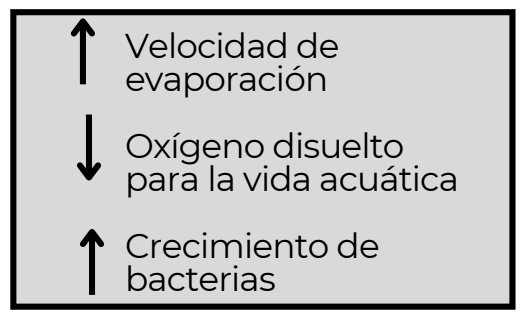 Velocidad de
evaporación
Oxígeno disuelto
para la vida acuática
Crecimiento de
bacterias